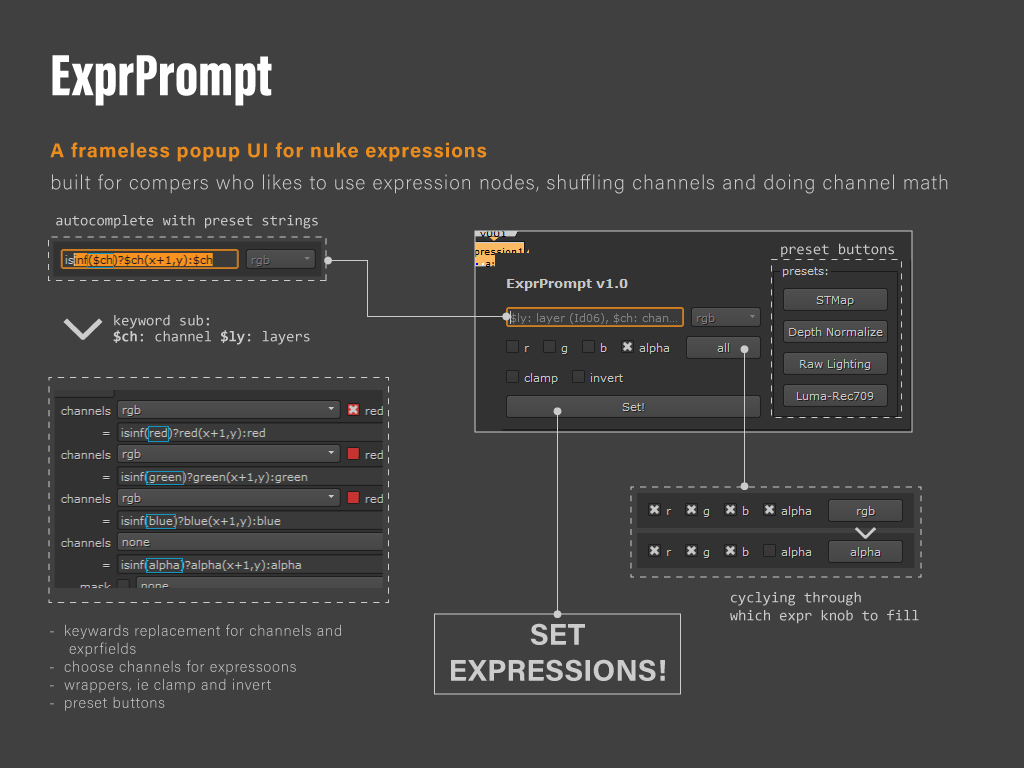 ExprPrompt
A frameless popup UI for nuke expressions
built for compers who likes to use expression nodes, shuffling channels and doing channel math
autocomplete with preset strings
isinf($ch)?$ch(x+1,y):$ch
rgb
keyword sub:
$ch: channel $ly: layers
channels rgb red
= isinf(red)?red(x+1,y):red
channels rgb red
= isinf(green)?green(x+1,y):green
channels rgb red
= isinf(blue)?blue(x+1,y):blue
channels none
= isinf(alpha)?alpha(x+1,y):alpha
mask none
- keywards replacement for channels and
exprfields
- choose channels for expressoons
- wrappers, ie clamp and invert
- preset buttons
ExprPrompt v1.0
$ly: layer (Id06), $ch: chan... rgb
r g b alpha all
clamp invert
Set!
preset buttons
presets:
STMap
Depth Normalize
Raw Lighting
Luma-Rec709
r g b alpha rgb
r g b alpha alpha
cyclying through
which expr knob to fill
SET
EXPRESSIONS!